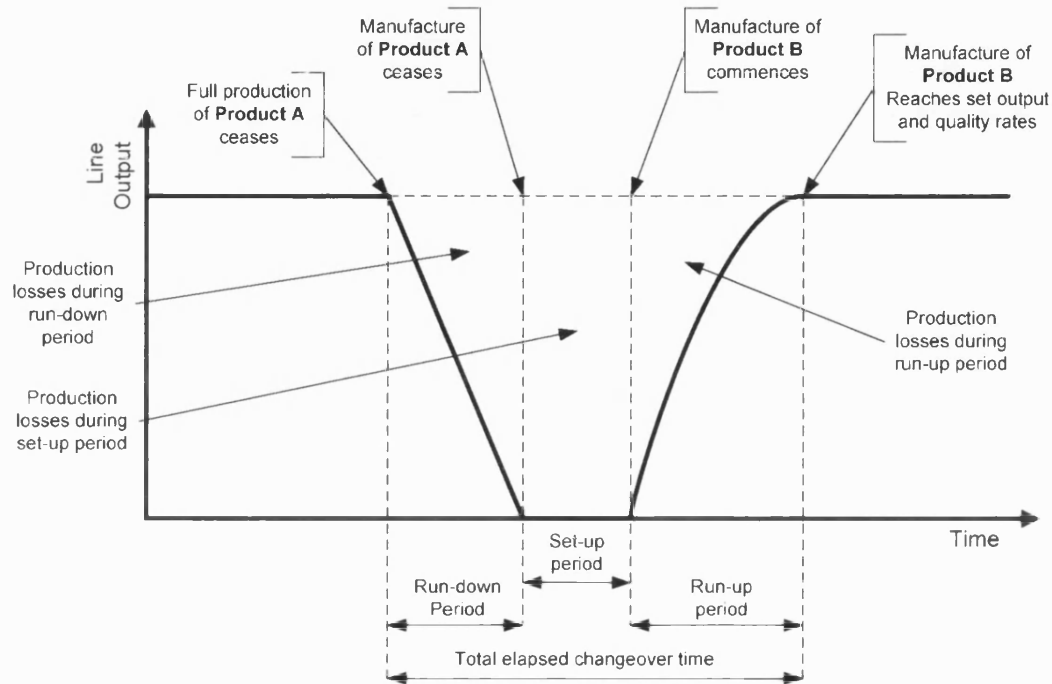 Manufacture
of Product A
ceases
Manufacture
of Product B
commences
Manufacture of
Product B
Reaches set output
and quality rates
Full production
of Product A
ceases
Line
Output
Production
losses during
run-down
period
Production
losses during
set-up period
Production
losses during
run-up period
Time
Set-up
period
Run-down
Period
Run-up
period
Total elapsed changeover time